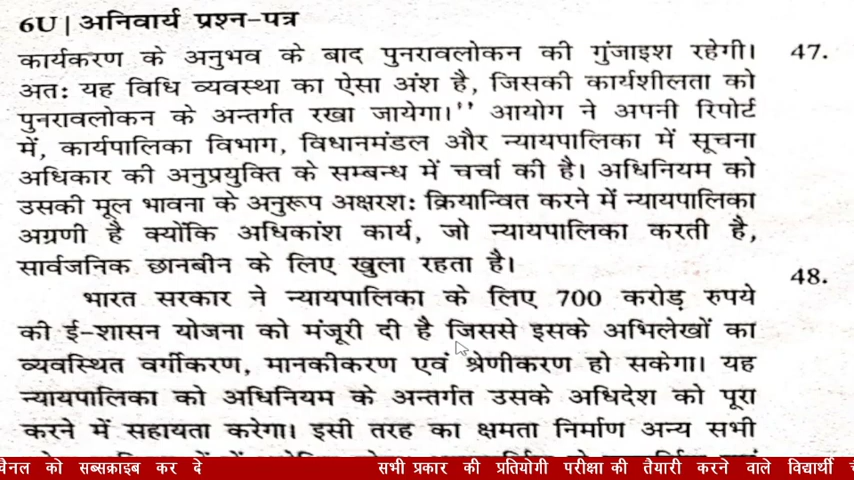 6U | अनिवार्य प्रश्न-पत्र
कार्यकरण के अनुभव के बाद पुनरावलोकन की गुंजाइश रहेगी। 47.
अतः यह विधि व्यवस्था का ऐसा अंश है, जिसकी कार्यशीलता को
पुनरावलोकन के अन्तर्गत रखा जायेगा।'' आयोग ने अपनी रिपोर्ट
में, कार्यपालिका विभाग, विधानमंडल और न्यायपालिका में सूचना
अधिकार की अनुप्रयुक्ति के सम्बन्ध में चर्चा की है। अधिनियम को
उसकी मूल भावना के अनुरूप अक्षरशः क्रियान्वित करने में न्यायपालिका
अग्रणी है क्योंकि अधिकांश कार्य, जो न्यायपालिका करती है,
सार्वजनिक छानबीन के लिए खुला रहता है।
48.
भारत सरकार ने न्यायपालिका के लिए 700 करोड़ रुपये
की ई-शासन योजना को मंजूरी दी है जिससे इसके अभिलेखों का
व्यवस्थित वर्गीकरण, मानकीकरण एवं श्रेणीकरण हो सकेगा। यह
न्यायपालिका को अधिनियम के अन्तर्गत उसके अधिदेश को पूरा
करने में सहायता करेगा। इसी तरह का क्षमता निर्माण अन्य सभी
चैनल को सब्सक्राइब कर दे सभी प्रकार की प्रतियोगी परीक्षा की तैयारी करने वाले विद्यार्थी